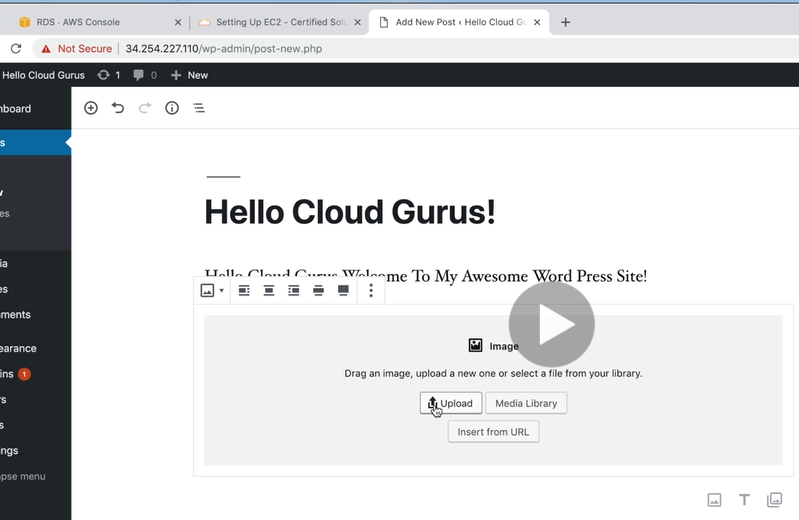 RDS · AWS Console
Setting Up EC2 - Certified Solu
Add New Post ‹ Hello Cloud Gu
Not Secure
34.254.227.110/wp-admin/post-new.php
Hello Cloud Gurus
1
0
New
hboard
s
w
es
ia
es
ments
earance
ins 1
rs
s
ings
apse menu
Hello Cloud Gurus!
Hello Cloud Gurus Welcome To My Awesome Word Press Site!
Image
Drag an image, upload a new one or select a file from your library.
Upload
Media Library
Insert from URL
T